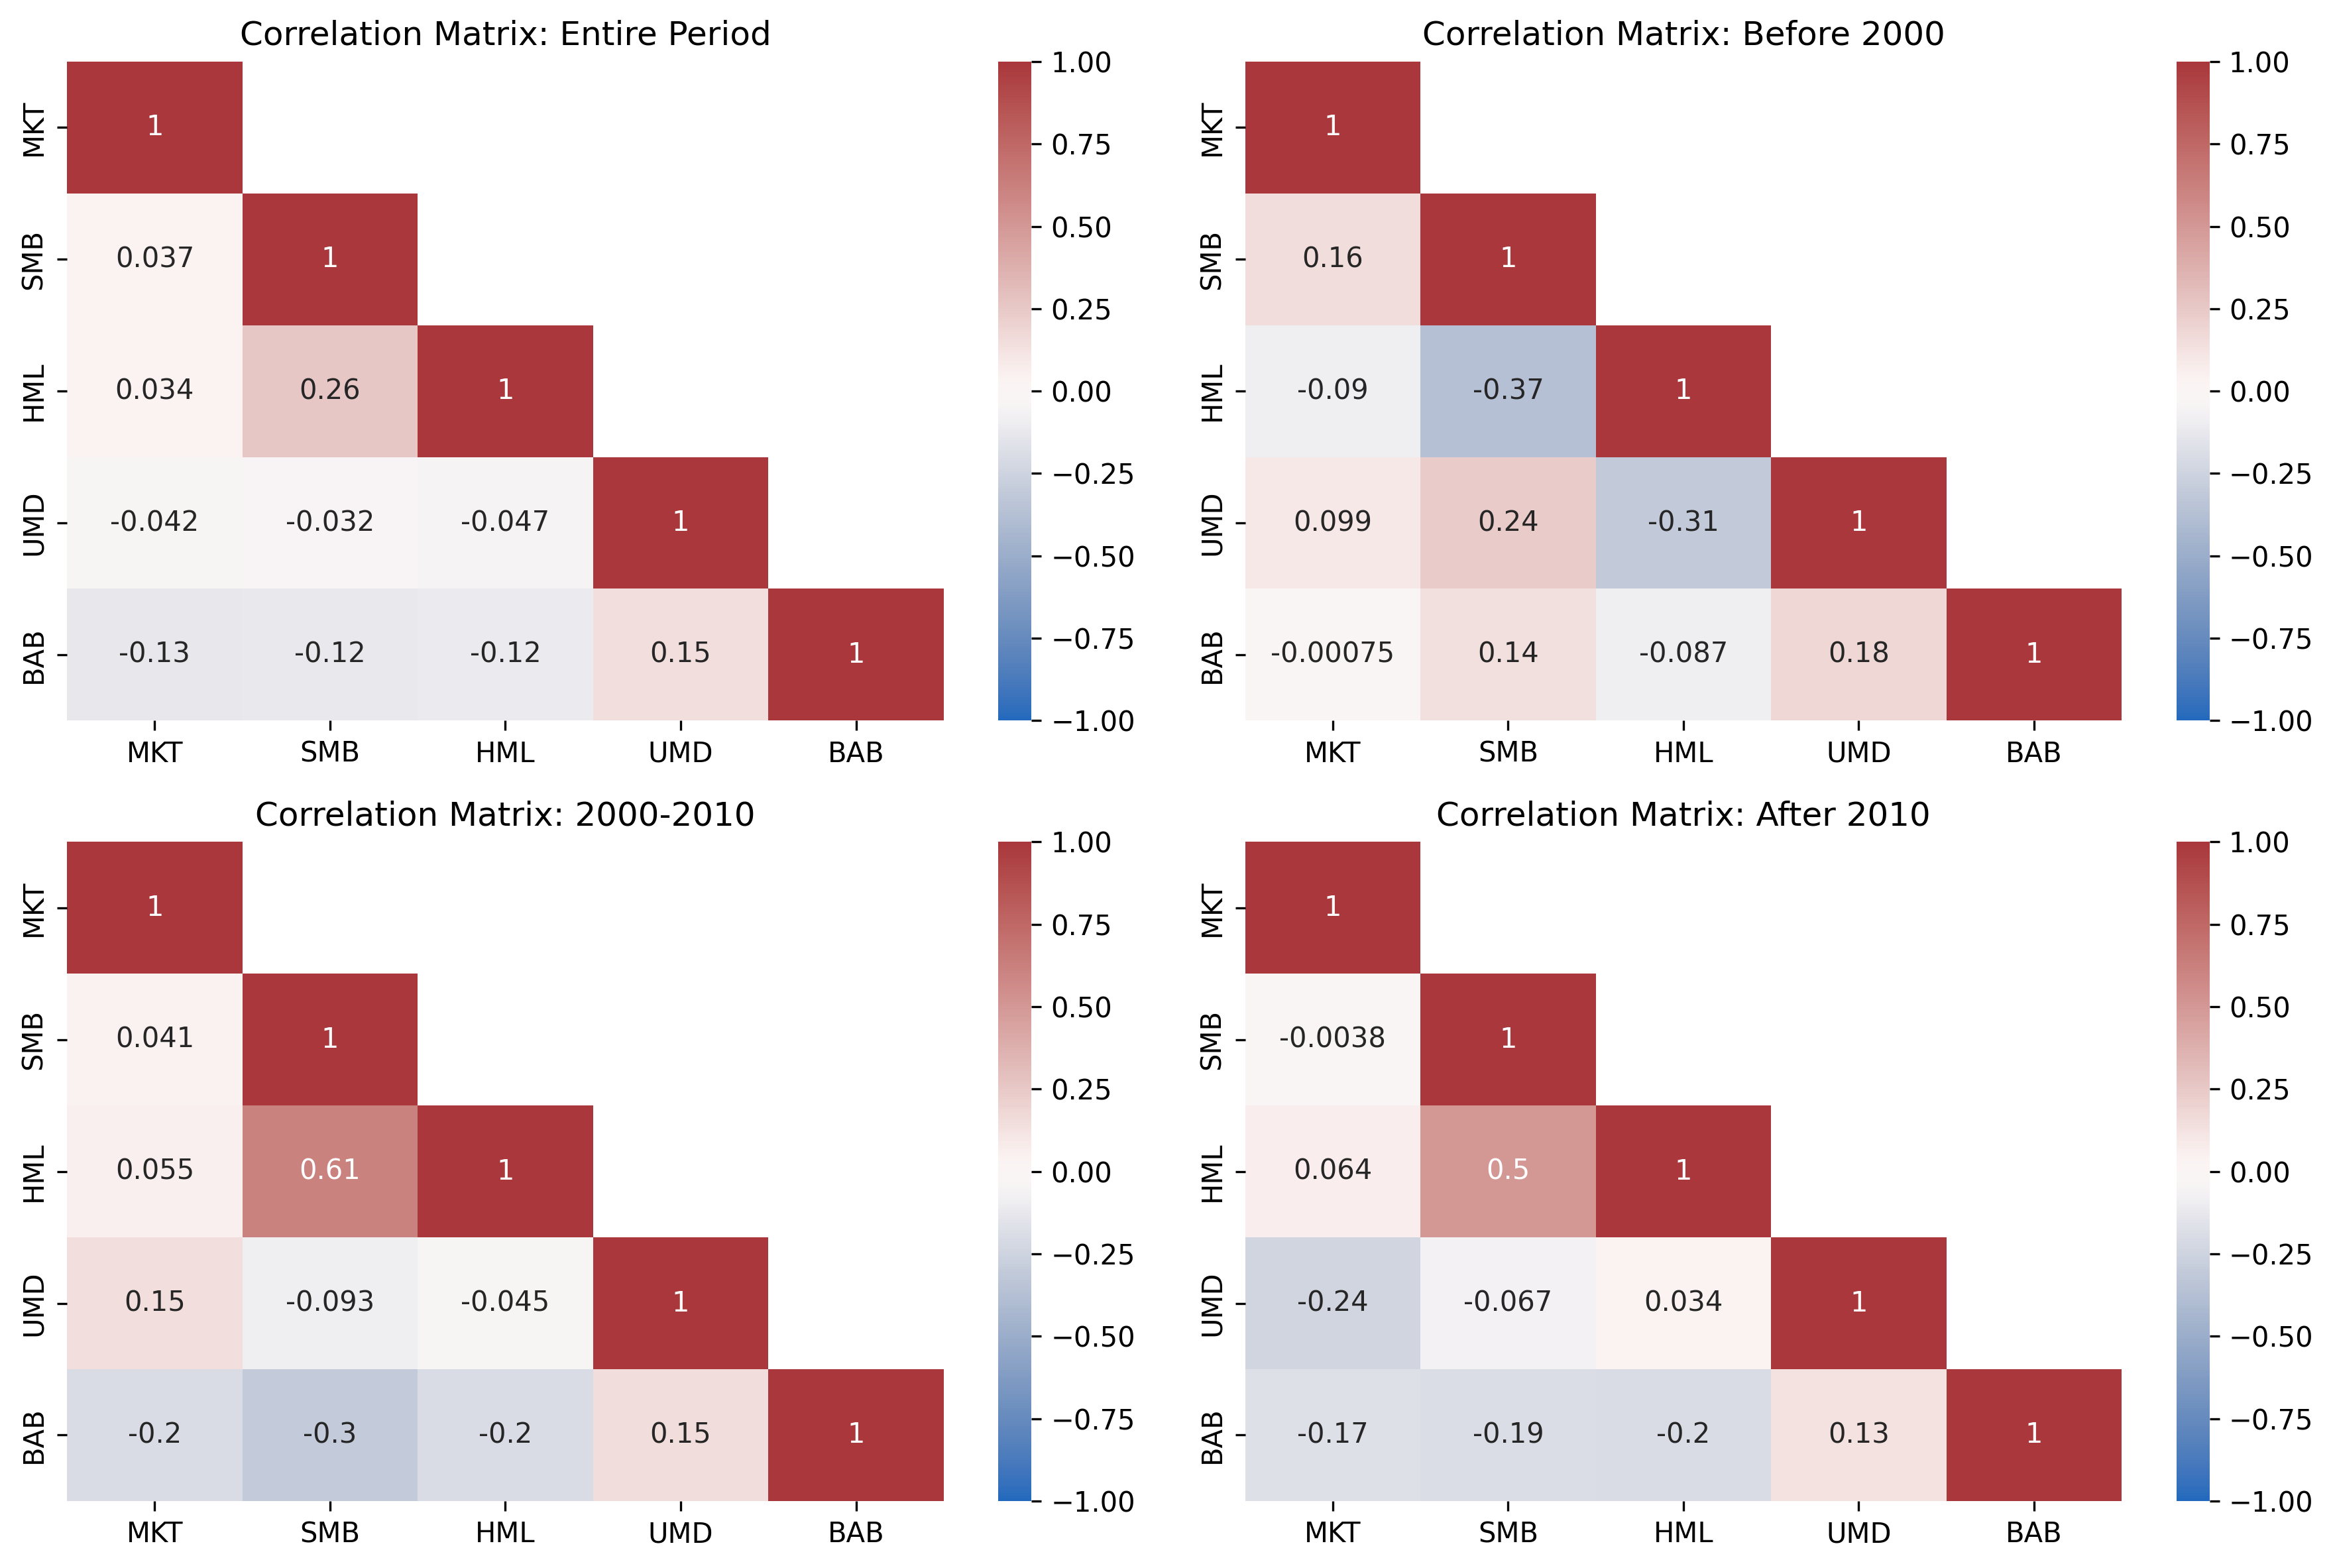 Correlation Matrix: Entire Period
MKT 1 1.00
SMB 0.037 1 0.75
HML 0.034 0.26 1 0.50
UMD -0.042 -0.032 -0.047 1 0.25
BAB -0.13 -0.12 -0.12 0.15 1 0.00
−0.25
−0.50
−0.75
−1.00
MKT SMB HML UMD BAB
Correlation Matrix: Before 2000
MKT 1 1.00
SMB 0.16 1 0.75
HML -0.09 -0.37 1 0.50
UMD 0.099 0.24 -0.31 1 0.25
BAB -0.00075 0.14 -0.087 0.18 1 0.00
−0.25
−0.50
−0.75
−1.00
MKT SMB HML UMD BAB
Correlation Matrix: 2000-2010
MKT 1 1.00
SMB 0.041 1 0.75
HML 0.055 0.61 1 0.50
UMD 0.15 -0.093 -0.045 1 0.25
BAB -0.2 -0.3 -0.2 0.15 1 0.00
−0.25
−0.50
−0.75
−1.00
MKT SMB HML UMD BAB
Correlation Matrix: After 2010
MKT 1 1.00
SMB -0.0038 1 0.75
HML 0.064 0.5 1 0.50
UMD -0.24 -0.067 0.034 1 0.25
BAB -0.17 -0.19 -0.2 0.13 1 0.00
−0.25
−0.50
−0.75
−1.00
MKT SMB HML UMD BAB